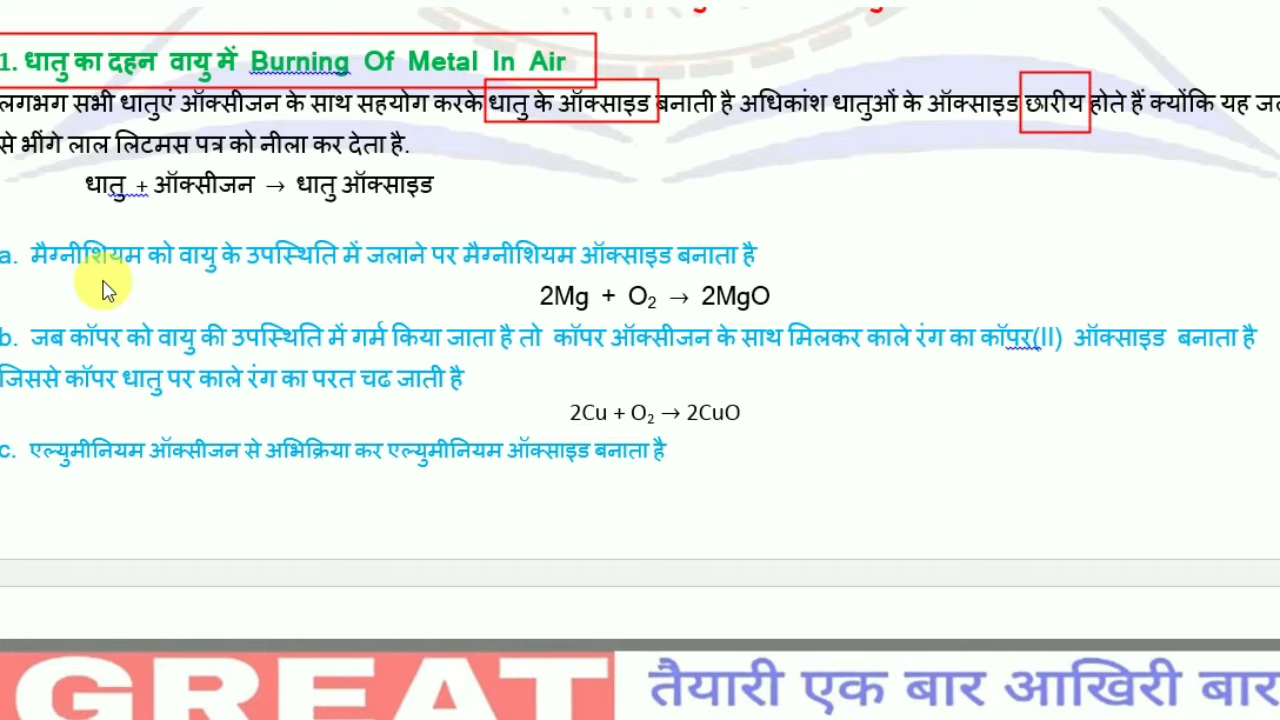 1. धातु का दहन वायु में Burning Of Metal In Air
लगभग सभी धातुएं ऑक्सीजन के साथ सहयोग करके धातु के ऑक्साइड बनाती है अधिकांश धातुओं के ऑक्साइड छारीय होते हैं क्योंकि यह
से भींगे लाल लिटमस पत्र को नीला कर देता है.
धातु + ऑक्सीजन → धातु ऑक्साइड
a. मैग्नीशियम को वायु के उपस्थिति में जलाने पर मैग्नीशियम ऑक्साइड बनाता है
2Mg + O₂ → 2MgO
b. जब कॉपर को वायु की उपस्थिति में गर्म किया जाता है तो कॉपर ऑक्सीजन के साथ मिलकर काले रंग का कॉपर(II) ऑक्साइड बनाता है
जिससे कॉपर धातु पर काले रंग का परत चढ जाती है
2Cu + O₂ → 2CuO
c. एल्युमीनियम ऑक्सीजन से अभिक्रिया कर एल्युमीनियम ऑक्साइड बनाता है
GREAT तैयारी एक बार आखिरी बार